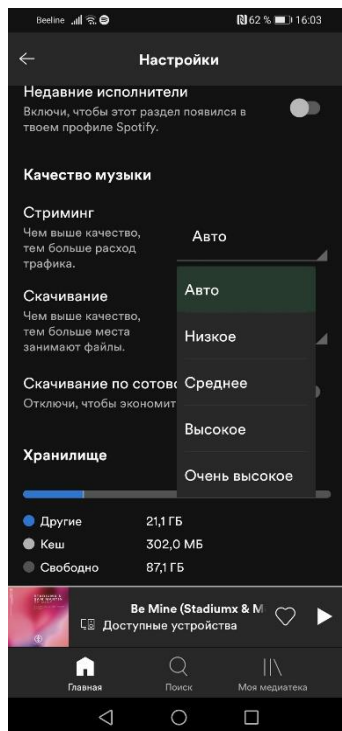 Beeline 62 % 16:03
Настройки
Недавние исполнители
Включи, чтобы этот раздел появился в
твоем профиле Spotify.
Качество музыки
Стриминг
Чем выше качество,
тем больше расход
трафика.
Авто
Авто
Низкое
Среднее
Высокое
Очень высокое
Скачивание
Чем выше качество,
тем больше места
занимают файлы.
Скачивание по сотово
Отключи, чтобы экономит
Хранилище
Другие 21,1 ГБ
Кеш 302,0 МБ
Свободно 87,1 ГБ
Be Mine (Stadiumx & M
Доступные устройства
Главная Поиск Моя медиатека